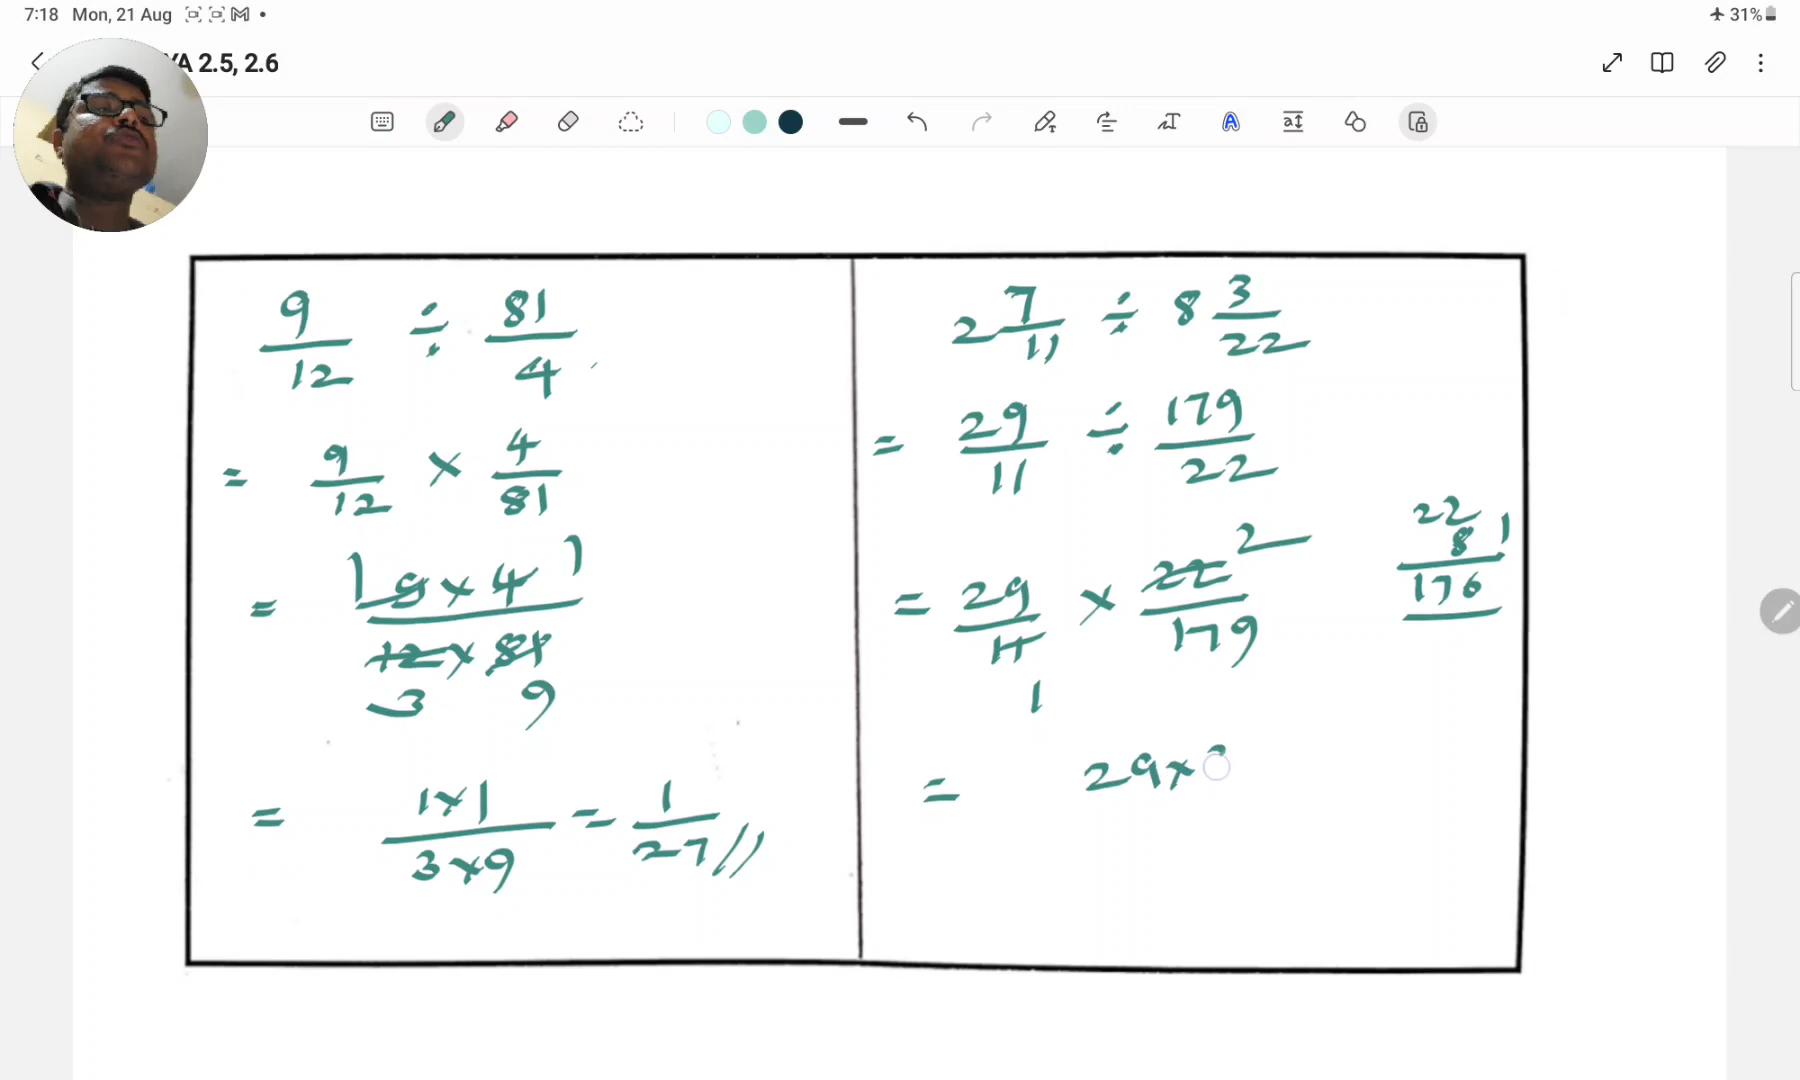 7:18 Mon, 21 Aug
31%
YA 2.5, 2.6
9/12 ÷ 81/4
= 9/12 × 4/81
= 1 9 × 4 1 / 12 × 81
3 9
= 1×1 / 3×9 = 1/27 //
2 7/11 ÷ 8 3/22
= 29/11 ÷ 179/22
= 29/11 × 22/179 2
1
22
8 1
176
= 29×